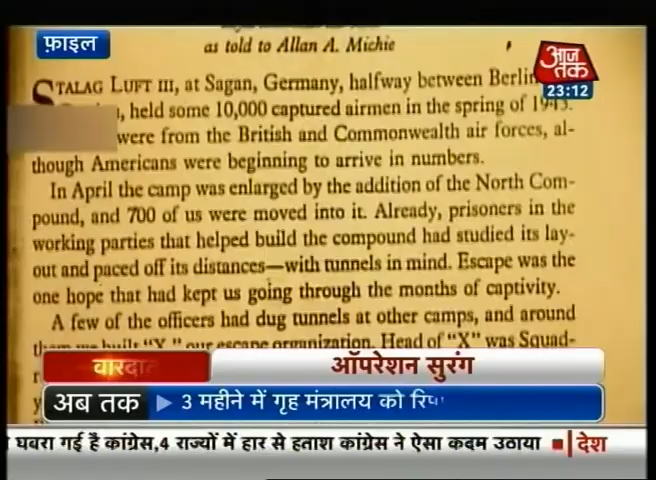 फ़ाइल
as told to Allan A. Michie
आज तक
23:12
STALAG LUFT III, at Sagan, Germany, halfway between Berlin
held some 10,000 captured airmen in the spring of 1943.
were from the British and Commonwealth air forces, al-
though Americans were beginning to arrive in numbers.
In April the camp was enlarged by the addition of the North Com-
pound, and 700 of us were moved into it. Already, prisoners in the
working parties that helped build the compound had studied its lay-
out and paced off its distances—with tunnels in mind. Escape was the
one hope that had kept us going through the months of captivity.
A few of the officers had dug tunnels at other camps, and around
them we built "X," our escape organization. Head of "X" was Squad-
वारदात
ऑपरेशन सुरंग
अब तक
3 महीने में गृह मंत्रालय को
घबरा गई है कांग्रेस,4 राज्यों में हार से हताश कांग्रेस ने ऐसा कदम उठाया
देश